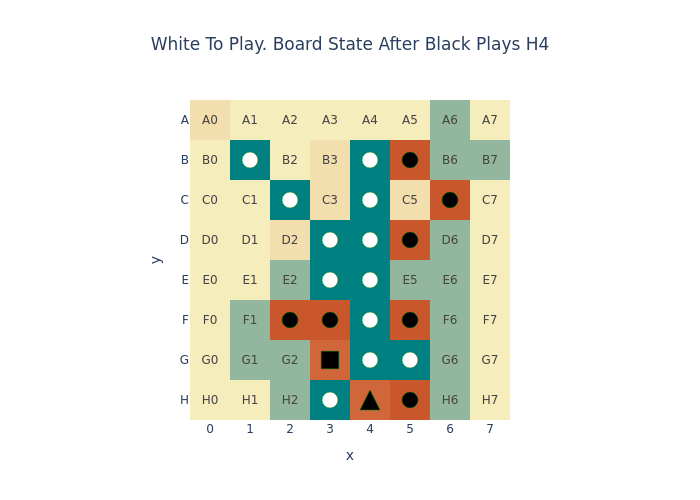 White To Play. Board State After Black Plays H4
A A0 A1 A2 A3 A4 A5 A6 A7
B B0 B2 B3 B6 B7
C C0 C1 C3 C5 C7
D D0 D1 D2 D6 D7
E E0 E1 E2 E5 E6 E7
F F0 F1 F6 F7
G G0 G1 G2 G6 G7
H H0 H1 H2 H6 H7
0 1 2 3 4 5 6 7
x
y